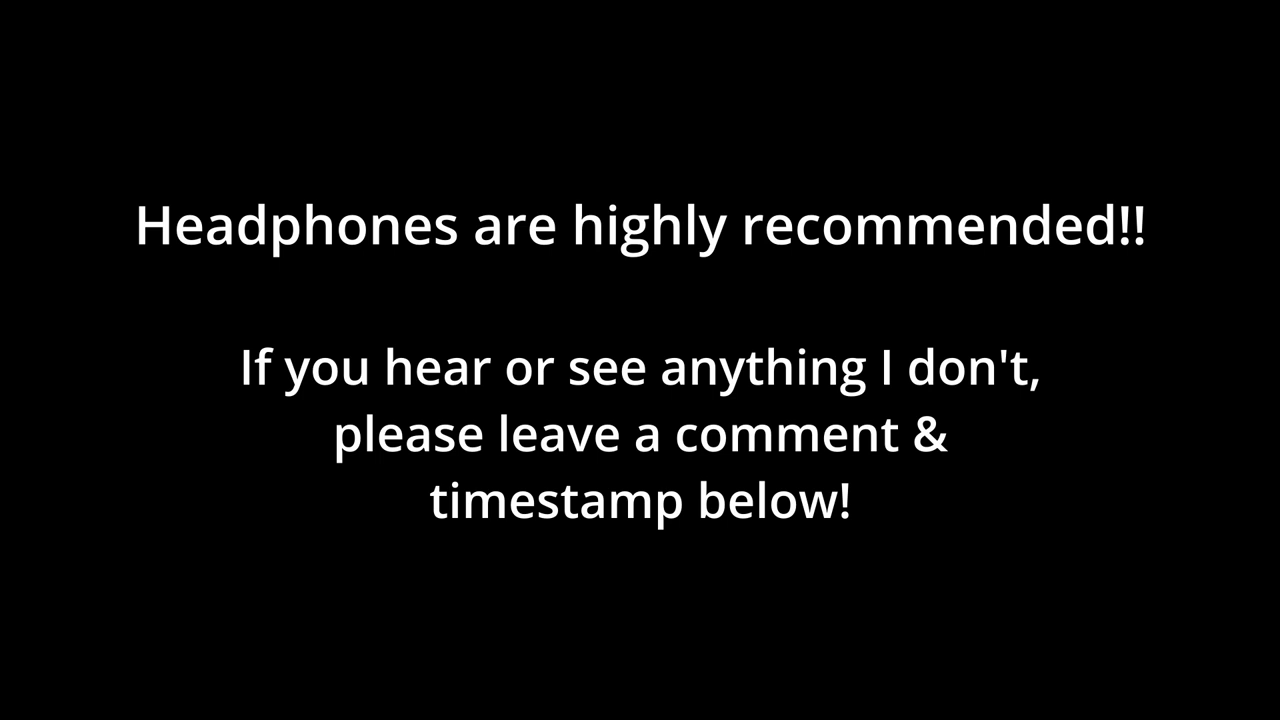 Headphones are highly recommended!!
If you hear or see anything I don't,
please leave a comment &
timestamp below!